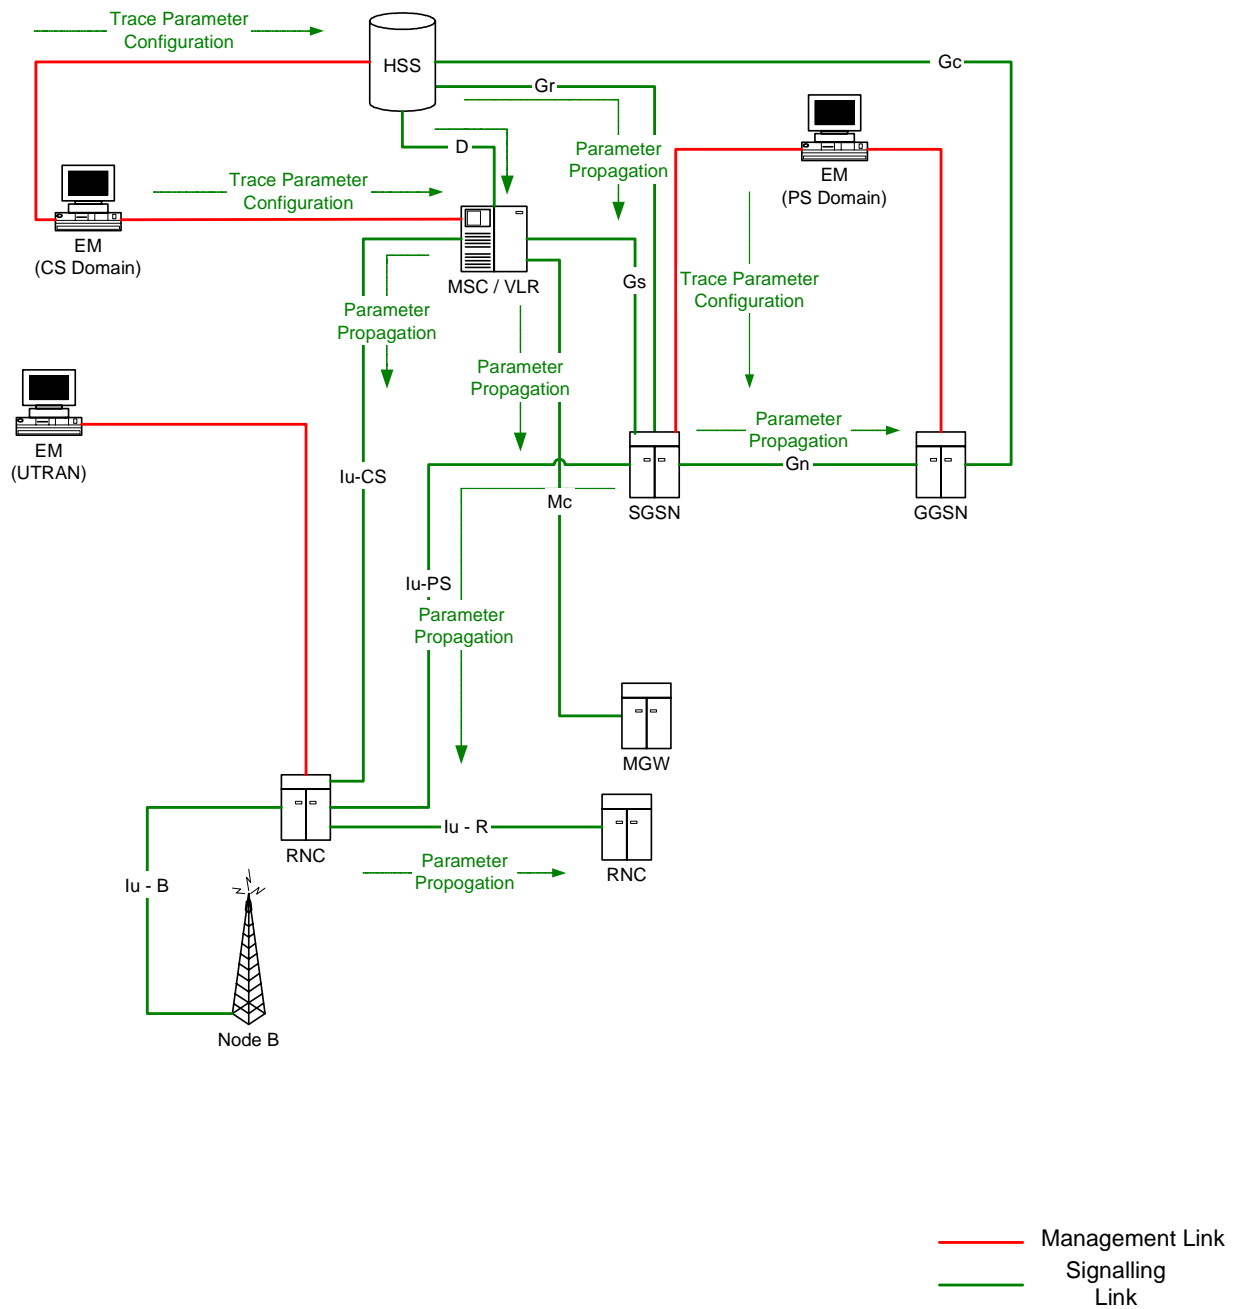 Trace Parameter
Configuration
HSS
Gc
Gr
D
Parameter
Propagation
EM
(PS Domain)
Trace Parameter
Configuration
EM
(CS Domain)
MSC / VLR
Gs
Trace Parameter
Configuration
Parameter
Propagation
Parameter
Propagation
EM
(UTRAN)
Parameter
Propagation
Iu-CS
Gn
Mc
SGSN
GGSN
Iu-PS
Parameter
Propagation
MGW
Iu - R
RNC
RNC
Parameter
Propogation
Iu - B
Node B
Management Link
Signalling
Link